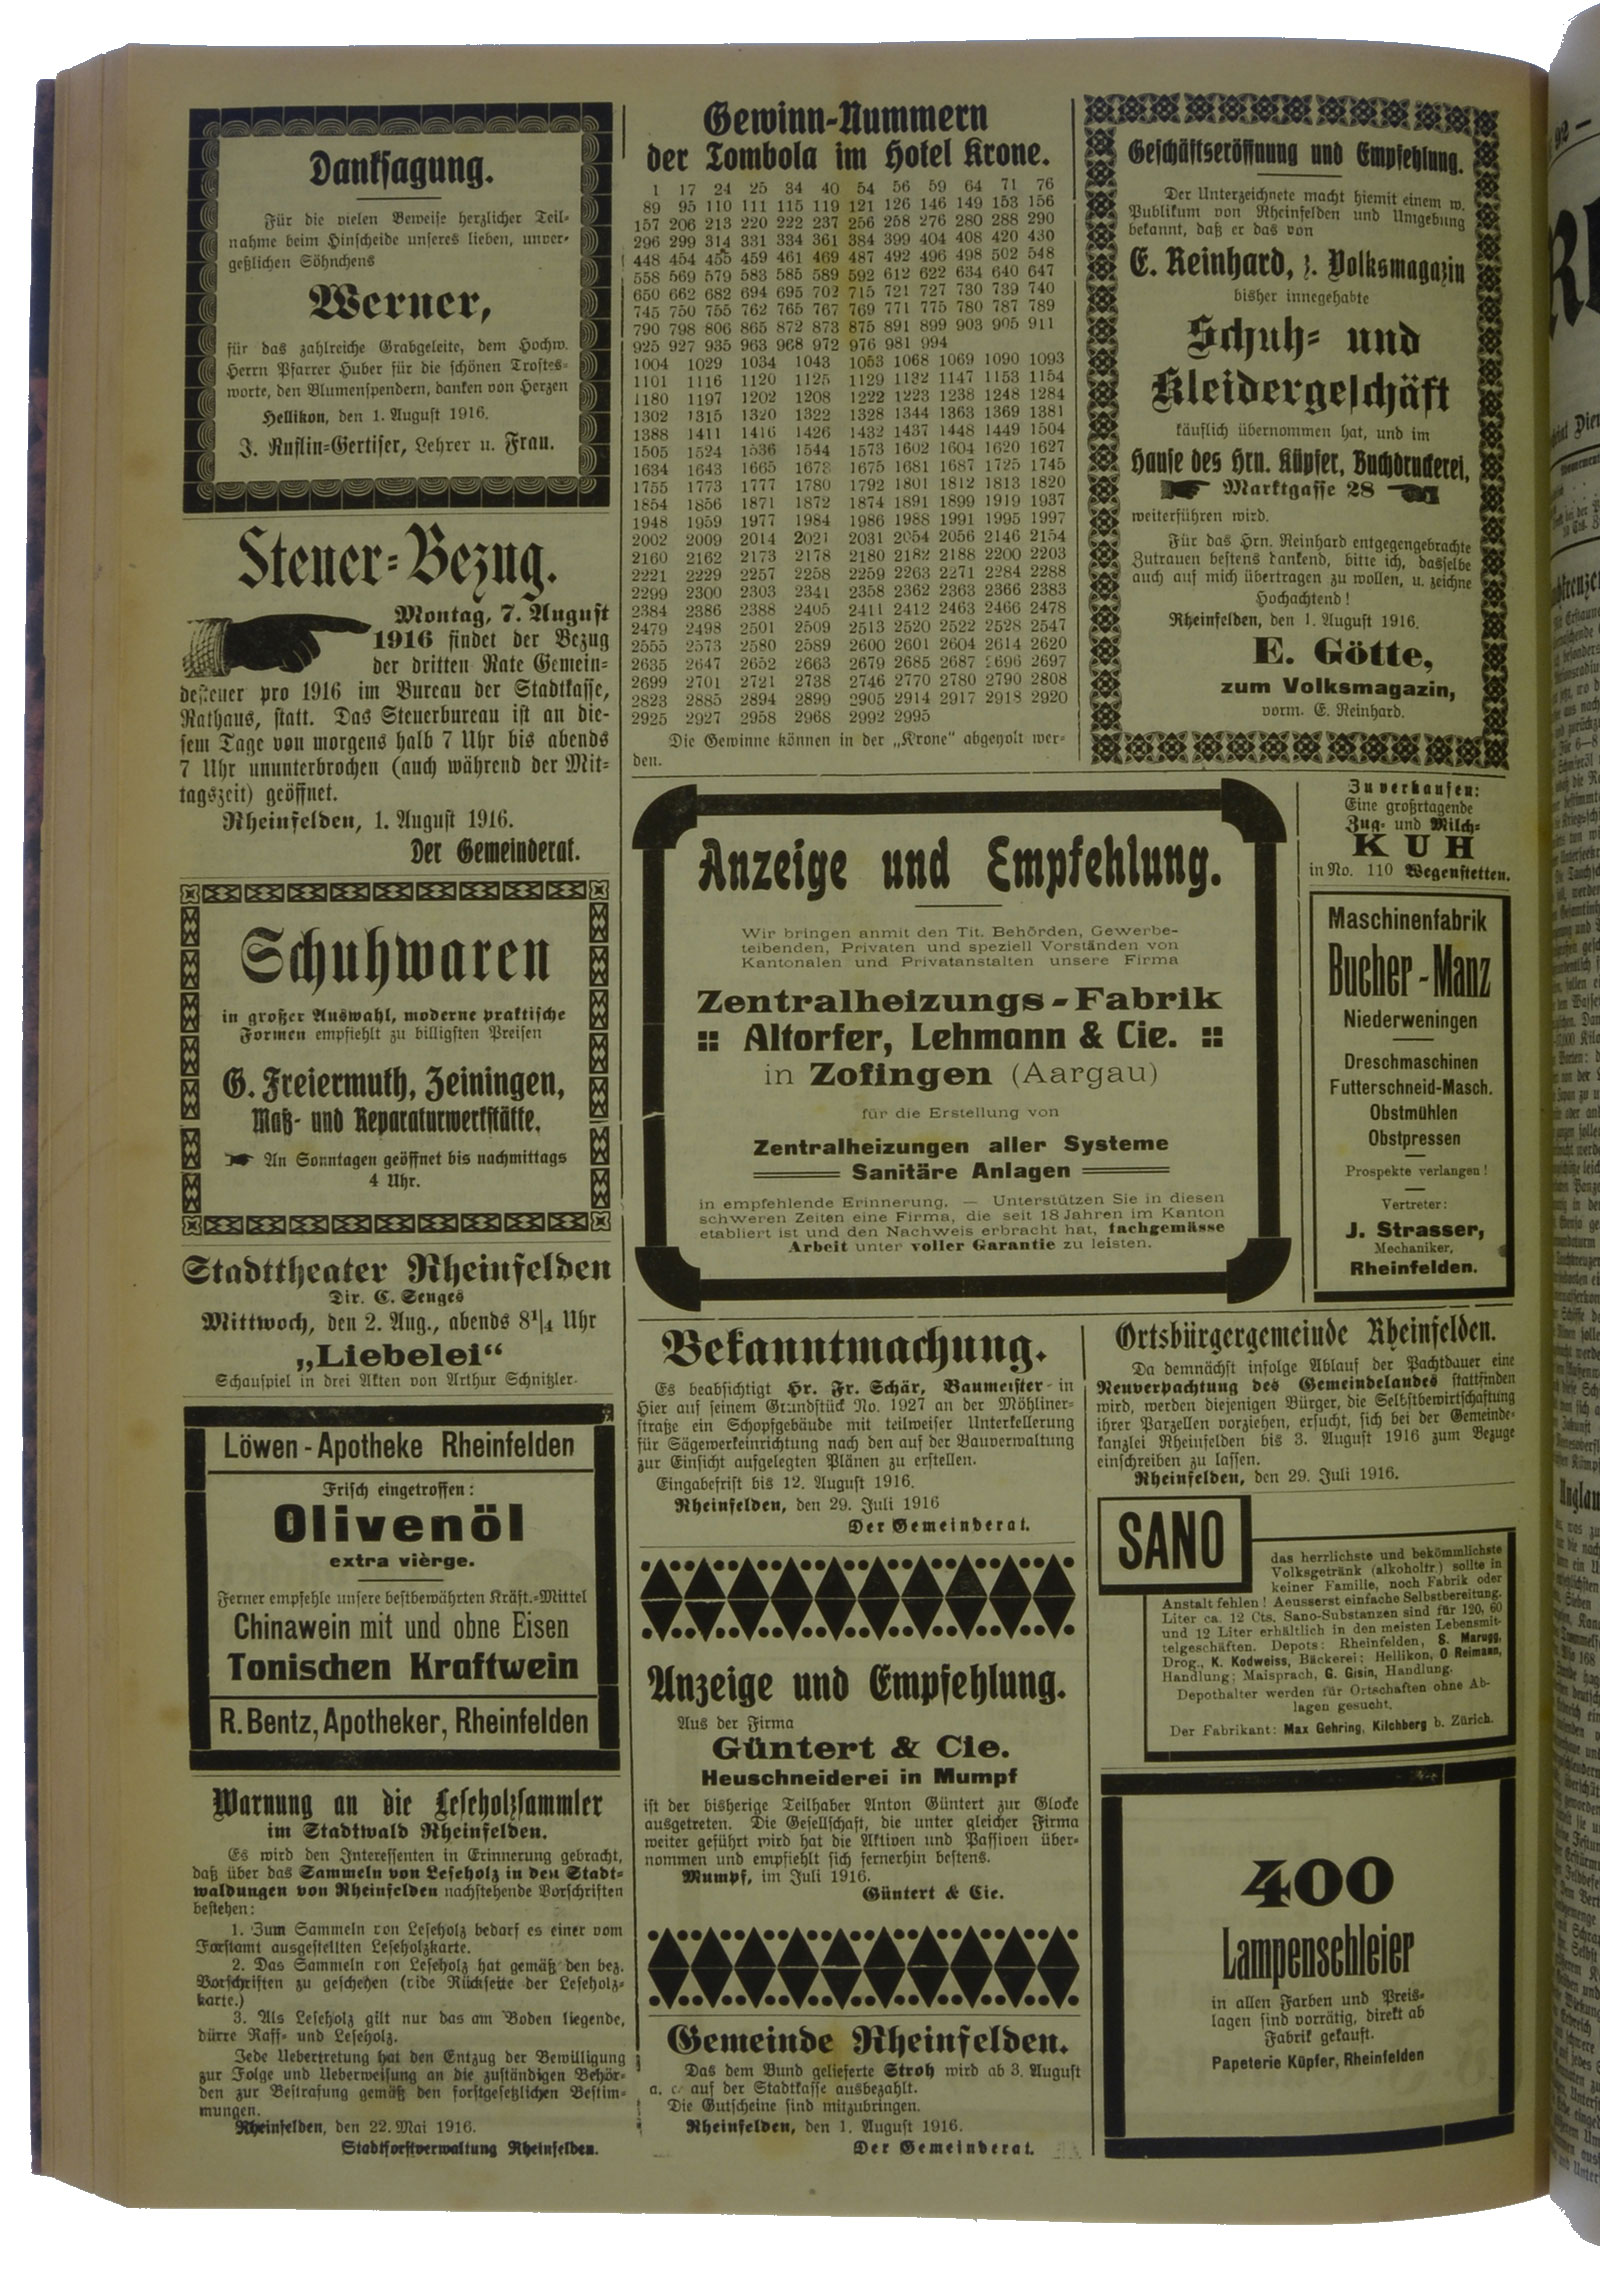 Danksagung.
Für die vielen Beweise herzlicher Teil-
nahme beim Hinscheide unseres lieben, unver-
geßlichen Söhnchens
Werner,
für das zahlreiche Grabgeleite, dem Hochw.
Herrn Pfarrer Huber für die schönen Trostes-
worte, den Blumenspendern, danken von Herzen
Hellikon, den 1. August 1916.
J. Ruflin-Gertiser, Lehrer u. Frau.
Steuer-Bezug.
Montag, 7. August
1916 findet der Bezug
der dritten Rate Gemein-
desteuer pro 1916 im Bureau der Stadtkasse,
Rathaus, statt. Das Steuerbureau ist an die-
sem Tage von morgens halb 7 Uhr bis abends
7 Uhr ununterbrochen (auch während der Mit-
tagszeit) geöffnet.
Rheinfelden, 1. August 1916.
Der Gemeinderat.
Schuhwaren
in großer Auswahl, moderne praktische
Formen empfiehlt zu billigsten Preisen
G. Freiermuth, Zeiningen,
Maß- und Reparaturwerkstätte.
An Sonntagen geöffnet bis nachmittags
4 Uhr.
Stadttheater Rheinfelden
Dir. C. Senges
Mittwoch, den 2. Aug., abends 8 1/4 Uhr
„Liebelei“
Schauspiel in drei Akten von Arthur Schnitzler.
Löwen-Apotheke Rheinfelden
Frisch eingetroffen:
Olivenöl
extra vièrge.
Ferner empfehle unsere bestbewährten Kräft.-Mittel
Chinawein mit und ohne Eisen
Tonischen Kraftwein
R. Bentz, Apotheker, Rheinfelden
Warnung an die Leseholzsammler
im Stadtwald Rheinfelden.
Es wird den Interessenten in Erinnerung gebracht,
daß über das Sammeln von Leseholz in den Stadt-
waldungen von Rheinfelden nachstehende Vorschriften
bestehen:
1. Zum Sammeln von Leseholz bedarf es einer vom
Forstamt ausgestellten Leseholzkarte.
2. Das Sammeln von Leseholz hat gemäß den bez.
Vorschriften zu geschehen (vide Rückseite der Leseholz-
karte.)
3. Als Leseholz gilt nur das am Boden liegende,
dürre Raff- und Leseholz.
Jede Uebertretung hat den Entzug der Bewilligung
zur Folge und Ueberweisung an die zuständigen Behör-
den zur Bestrafung gemäß den forstgesetzlichen Bestim-
mungen.
Rheinfelden, den 22. Mai 1916.
Stadtforstverwaltung Rheinfelden.
Gewinn-Nummern
der Tombola im Hotel Krone.
1 17 24 25 34 40 54 56 59 64 71 76
89 95 110 111 115 119 121 126 146 149 153 156
157 206 213 220 222 237 256 258 276 280 288 290
296 299 314 331 334 361 384 399 404 408 420 430
448 454 455 459 461 469 487 492 496 498 502 548
558 569 579 583 585 589 592 612 622 634 640 647
650 662 682 694 695 702 715 721 727 730 739 740
745 750 755 762 765 767 769 771 775 780 787 789
790 798 806 865 872 873 875 891 899 903 905 911
925 927 935 963 968 972 976 981 994
1004 1029 1034 1043 1053 1068 1069 1090 1093
1101 1116 1120 1125 1129 1132 1147 1153 1154
1180 1197 1202 1208 1222 1223 1238 1248 1284
1302 1315 1320 1322 1328 1344 1363 1369 1381
1388 1411 1416 1426 1432 1437 1448 1449 1504
1505 1524 1536 1544 1573 1602 1604 1620 1627
1634 1643 1665 1673 1675 1681 1687 1725 1745
1755 1773 1777 1780 1792 1801 1812 1813 1820
1854 1856 1871 1872 1874 1891 1899 1919 1937
1948 1959 1977 1984 1986 1988 1991 1995 1997
2002 2009 2014 2021 2031 2054 2056 2146 2154
2160 2162 2173 2178 2180 2182 2188 2200 2203
2221 2229 2257 2258 2259 2263 2271 2284 2288
2299 2300 2303 2341 2358 2362 2363 2366 2383
2384 2386 2388 2405 2411 2412 2463 2466 2478
2479 2498 2501 2509 2513 2520 2522 2528 2547
2555 2573 2580 2589 2600 2601 2604 2614 2620
2635 2647 2652 2663 2679 2685 2687 2696 2697
2699 2701 2721 2738 2746 2770 2780 2790 2808
2823 2885 2894 2899 2905 2914 2917 2918 2920
2925 2927 2958 2968 2992 2995
Die Gewinne können in der „Krone“ abgeholt wer-
den.
Geschäftseröffnung und Empfehlung.
Der Unterzeichnete macht hiemit einem w.
Publikum von Rheinfelden und Umgebung
bekannt, daß er das von
E. Reinhard, z. Volksmagazin
bisher innegehabte
Schuh- und
Kleidergeschäft
käuflich übernommen hat, und im
Hause des Hrn. Küpfer, Buchdruckerei,
Marktgasse 28
weiterführen wird.
Für das Hrn. Reinhard entgegengebrachte
Zutrauen bestens dankend, bitte ich, dasselbe
auch auf mich übertragen zu wollen, u. zeichne
Hochachtend!
Rheinfelden, den 1. August 1916.
E. Götte,
zum Volksmagazin,
vorm. E. Reinhard.
Anzeige und Empfehlung.
Wir bringen anmit den Tit. Behörden, Gewerbe-
teibenden, Privaten und speziell Vorständen von
Kantonalen und Privatanstalten unsere Firma
Zentralheizungs-Fabrik
:: Altorfer, Lehmann & Cie. ::
in Zofingen (Aargau)
für die Erstellung von
Zentralheizungen aller Systeme
Sanitäre Anlagen
in empfehlende Erinnerung. — Unterstützen Sie in diesen
schweren Zeiten eine Firma, die seit 18 Jahren im Kanton
etabliert ist und den Nachweis erbracht hat, fachgemässe
Arbeit unter voller Garantie zu leisten.
Zu verkaufen:
Eine großtragende
Zug- und Milch-
KUH
in No. 110 Wegenstetten.
Maschinenfabrik
Bucher-Manz
Niederweningen
Dreschmaschinen
Futterschneid-Masch.
Obstmühlen
Obstpressen
Prospekte verlangen!
Vertreter:
J. Strasser,
Mechaniker,
Rheinfelden.
Bekanntmachung.
Es beabsichtigt Hr. Fr. Schär, Baumeister in
Hier auf seinem Grundstück No. 1927 an der Möhliner-
straße ein Schopfgebäude mit teilweiser Unterkellerung
für Sägewerkeinrichtung nach den auf der Bauverwaltung
zur Einsicht aufgelegten Plänen zu erstellen.
Eingabefrist bis 12. August 1916.
Rheinfelden, den 29. Juli 1916
Der Gemeinderat.
Anzeige und Empfehlung.
Aus der Firma
Güntert & Cie.
Heuschneiderei in Mumpf
ist der bisherige Teilhaber Anton Güntert zur Glocke
ausgetreten. Die Gesellschaft, die unter gleicher Firma
weiter geführt wird hat die Aktiven und Passiven über-
nommen und empfiehlt sich fernerhin bestens.
Mumpf, im Juli 1916.
Güntert & Cie.
Gemeinde Rheinfelden.
Das dem Bund gelieferte Stroh wird ab 3. August
a. c. auf der Stadtkasse ausbezahlt.
Die Gutscheine sind mitzubringen.
Rheinfelden, den 1. August 1916.
Der Gemeinderat.
Ortsbürgergemeinde Rheinfelden.
Da demnächst infolge Ablauf der Pachtdauer eine
Neuverpachtung des Gemeindelandes stattfinden
wird, werden diejenigen Bürger, die Selbstbewirtschaftung
ihrer Parzellen vorziehen, ersucht, sich bei der Gemeinde-
kanzlei Rheinfelden bis 3. August 1916 zum Bezuge
einschreiben zu lassen.
Rheinfelden, den 29. Juli 1916.
SANO
das herrlichste und bekömmlichste
Volksgetränk (alkoholfr.) sollte in
keiner Familie, noch Fabrik oder
Anstalt fehlen! Aeusserst einfache Selbstbereitung.
Liter ca. 12 Cts. Sano-Substanzen sind für 120, 60
und 12 Liter erhältlich in den meisten Lebensmit-
telgeschäften. Depots: Rheinfelden, S. Marugg,
Drog., K. Kodweiss, Bäckerei; Hellikon, O Reimann,
Handlung; Maisprach, G. Gisin, Handlung.
Depothalter werden für Ortschaften ohne Ab-
lagen gesucht.
Der Fabrikant: Max Gehring, Kilchberg b. Zürich.
400
Lampenschleier
in allen Farben und Preis-
lagen sind vorrätig, direkt ab
Fabrik gekauft.
Papeterie Küpfer, Rheinfelden